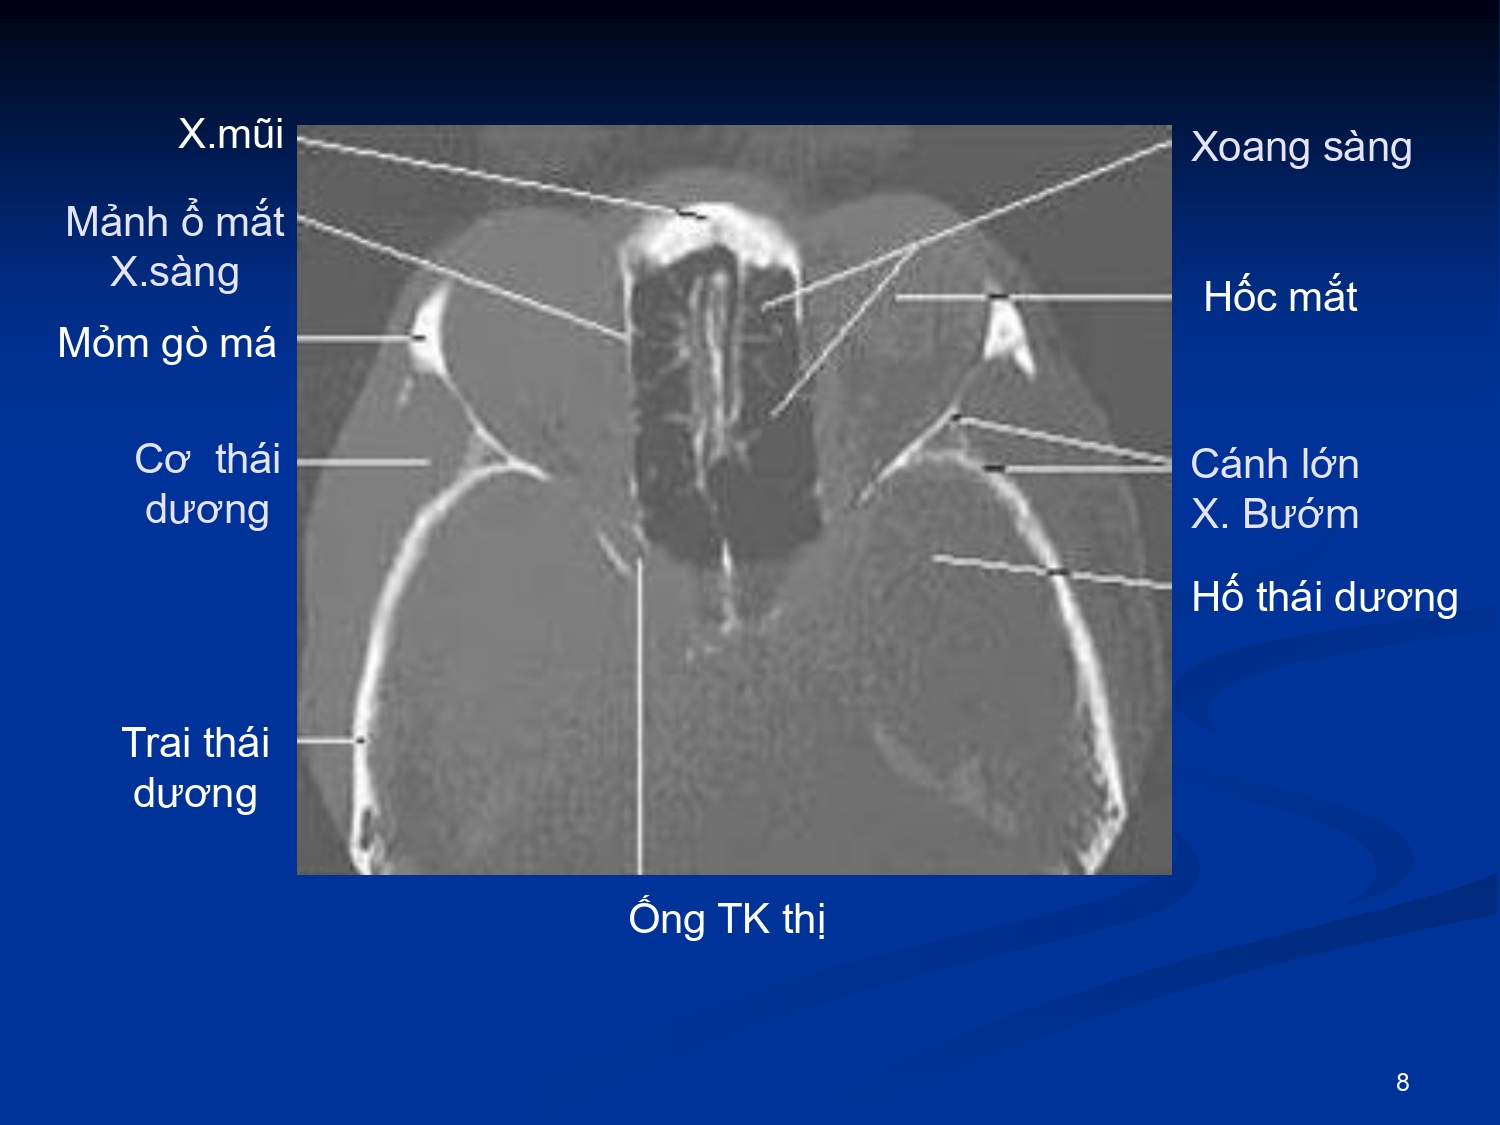 X.mũi
Mảnh ổ mắt
X.sàng
Mỏm gò má
Cơ thái
dương
Trai thái
dương
Xoang sàng
Hốc mắt
Cánh lớn
X. Bướm
Hố thái dương
Ống TK thị
8